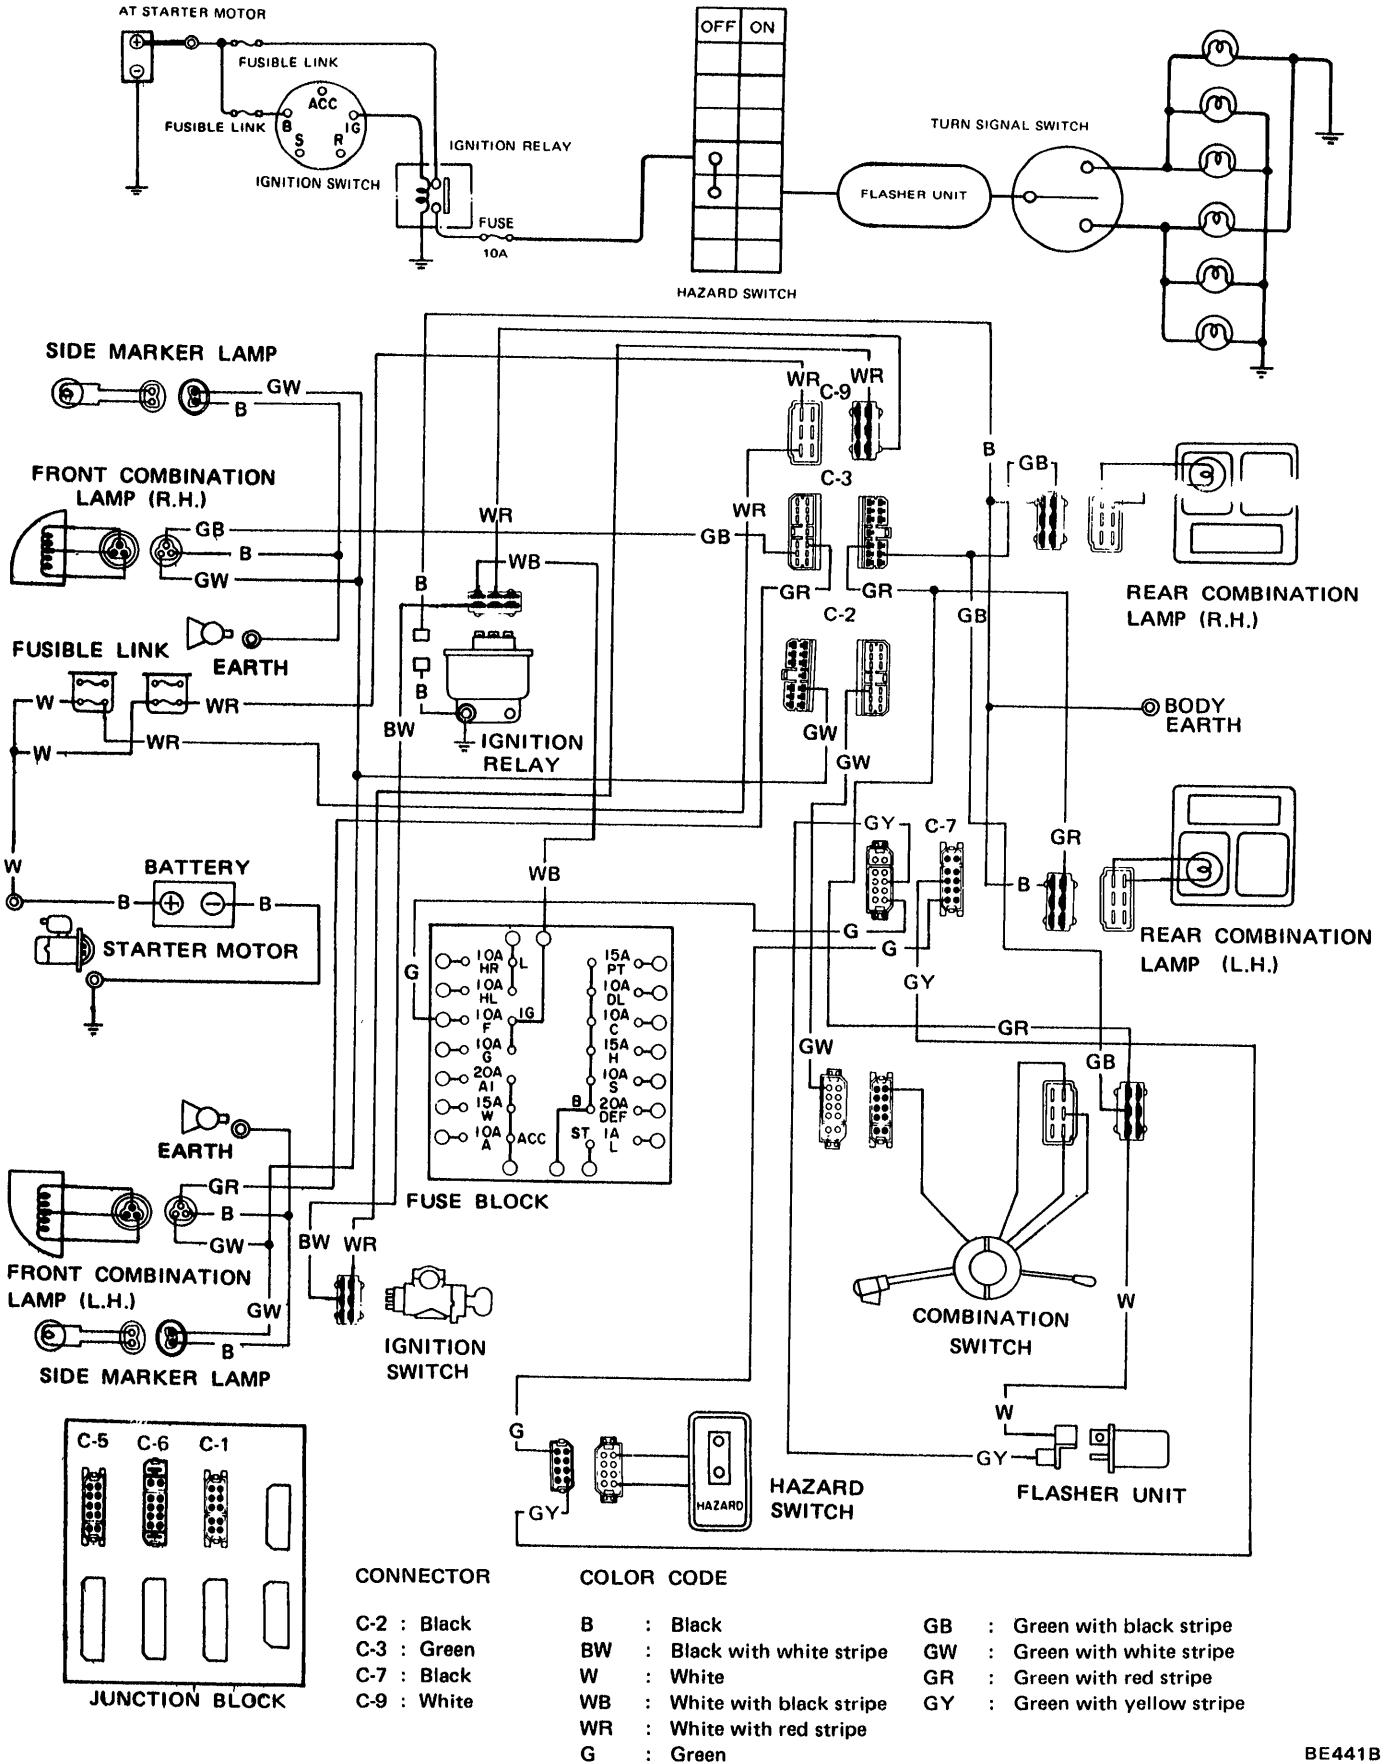 AT STARTER MOTOR
FUSIBLE LINK
FUSIBLE LINK
ACC
B
IG
S
R
IGNITION SWITCH
IGNITION RELAY
FUSE
10A
OFF ON
HAZARD SWITCH
FLASHER UNIT
TURN SIGNAL SWITCH
SIDE MARKER LAMP
GW
B
FRONT COMBINATION
LAMP (R.H.)
GB
B
GW
EARTH
FUSIBLE LINK
W
WR
WR
W
W
WR
WB
B
B
BW
IGNITION
RELAY
WR
WR
C-9
C-3
WR
GB
GR
GR
C-2
GW
GW
B
GB
GB
REAR COMBINATION
LAMP (R.H.)
BODY
EARTH
GY
C-7
GR
B
G
G
GY
REAR COMBINATION
LAMP (L.H.)
BATTERY
B
B
STARTER MOTOR
WB
G
10A
HR
L
10A
HL
10A
F
IG
10A
G
20A
AI
15A
W
10A
A
ACC
15A
PT
10A
DL
10A
C
15A
H
10A
S
B
20A
DEF
ST
1A
L
FUSE BLOCK
GW
GR
GB
EARTH
GR
B
GW
FRONT COMBINATION
LAMP (L.H.)
GW
B
SIDE MARKER LAMP
BW
WR
IGNITION
SWITCH
COMBINATION
SWITCH
W
W
GY
FLASHER UNIT
G
GY
HAZARD
HAZARD
SWITCH
C-5 C-6 C-1
JUNCTION BLOCK
CONNECTOR
C-2 : Black
C-3 : Green
C-7 : Black
C-9 : White
COLOR CODE
B : Black
BW : Black with white stripe
W : White
WB : White with black stripe
WR : White with red stripe
G : Green
GB : Green with black stripe
GW : Green with white stripe
GR : Green with red stripe
GY : Green with yellow stripe
BE441B